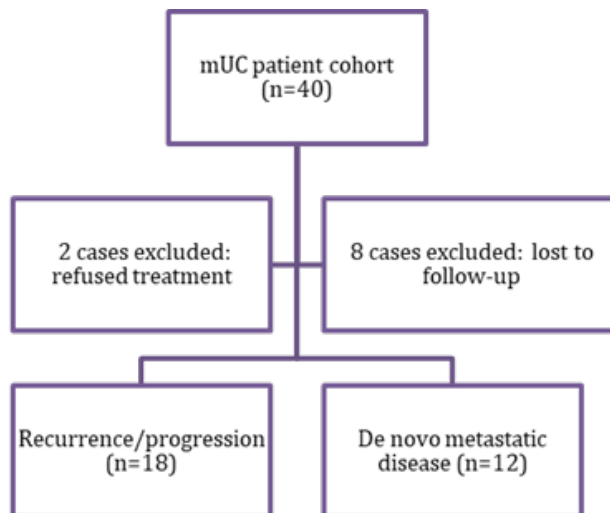 mUC patient cohort
(n=40)
2 cases excluded:
refused treatment
8 cases excluded:  lost to
follow-up
Recurrence/progression
(n=18)
De novo metastatic
disease (n=12)